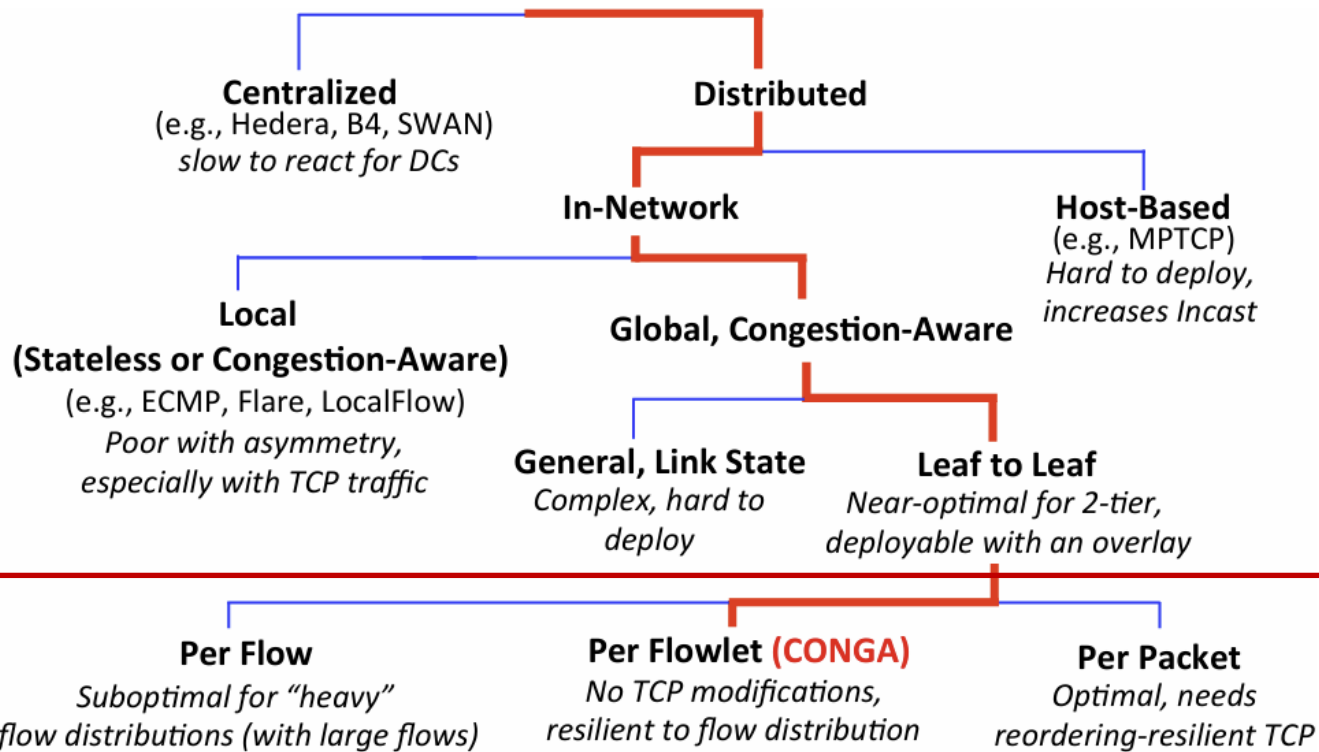 Centralized
(e.g., Hedera, B4, SWAN)
slow to react for DCs
Distributed
In-Network
Host-Based
(e.g., MPTCP)
Hard to deploy,
increases Incast
Local
(Stateless or Congestion-Aware)
(e.g., ECMP, Flare, LocalFlow)
Poor with asymmetry,
especially with TCP traffic
Global, Congestion-Aware
General, Link State
Complex, hard to
deploy
Leaf to Leaf
Near-optimal for 2-tier,
deployable with an overlay
Per Flow
Suboptimal for “heavy”
flow distributions (with large flows)
Per Flowlet (CONGA)
No TCP modifications,
resilient to flow distribution
Per Packet
Optimal, needs
reordering-resilient TCP